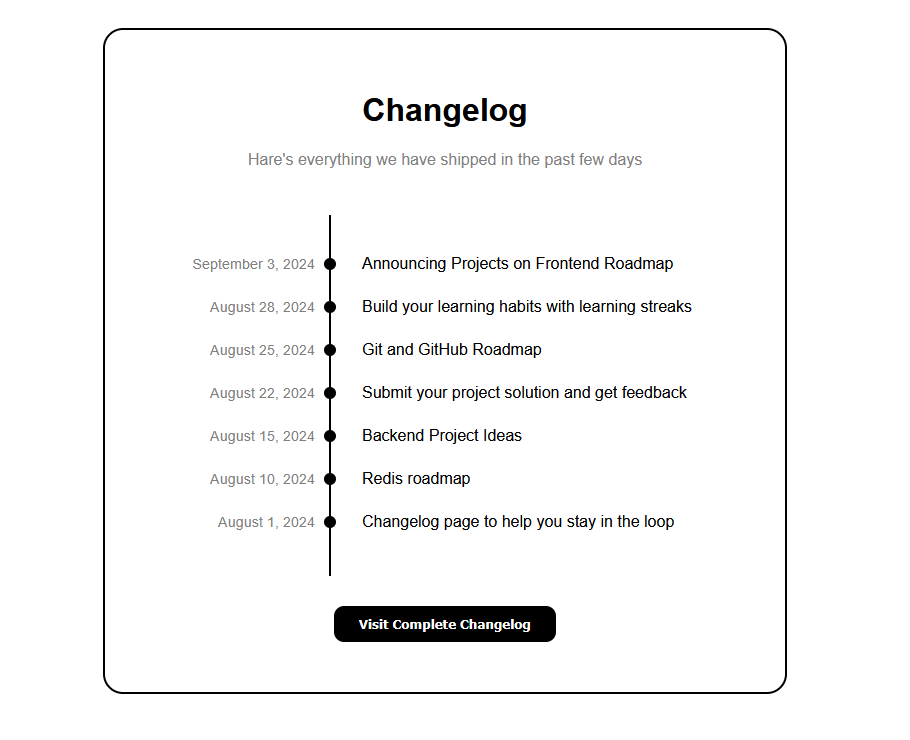 Changelog
Hare's everything we have shipped in the past few days
September 3, 2024 Announcing Projects on Frontend Roadmap
August 28, 2024 Build your learning habits with learning streaks
August 25, 2024 Git and GitHub Roadmap
August 22, 2024 Submit your project solution and get feedback
August 15, 2024 Backend Project Ideas
August 10, 2024 Redis roadmap
August 1, 2024 Changelog page to help you stay in the loop
Visit Complete Changelog